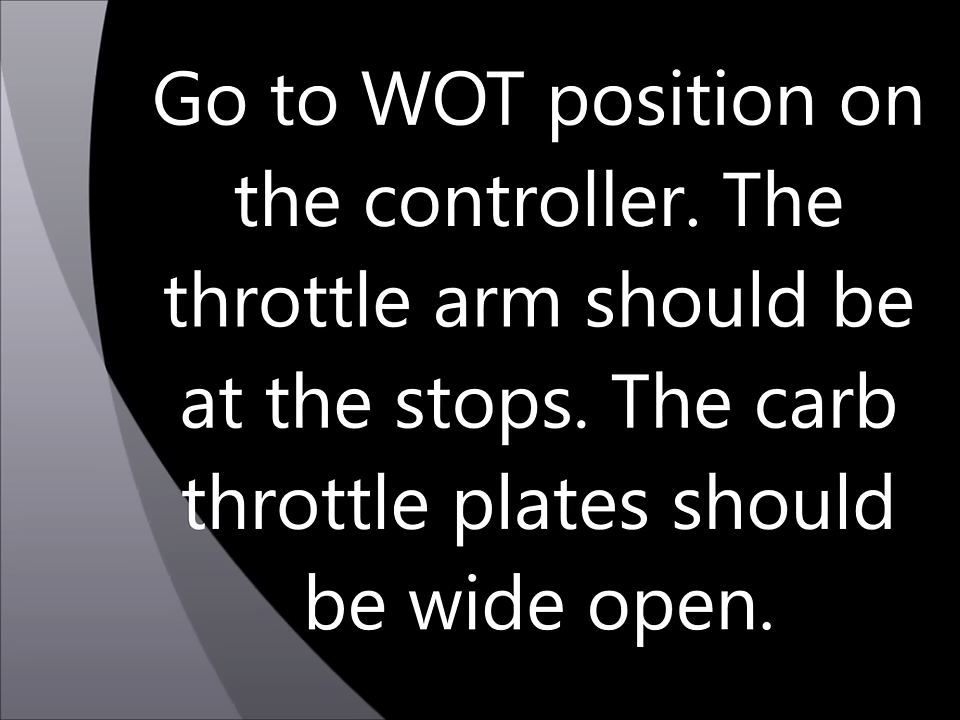 Go to WOT position on
the controller. The
throttle arm should be
at the stops. The carb
throttle plates should
be wide open.